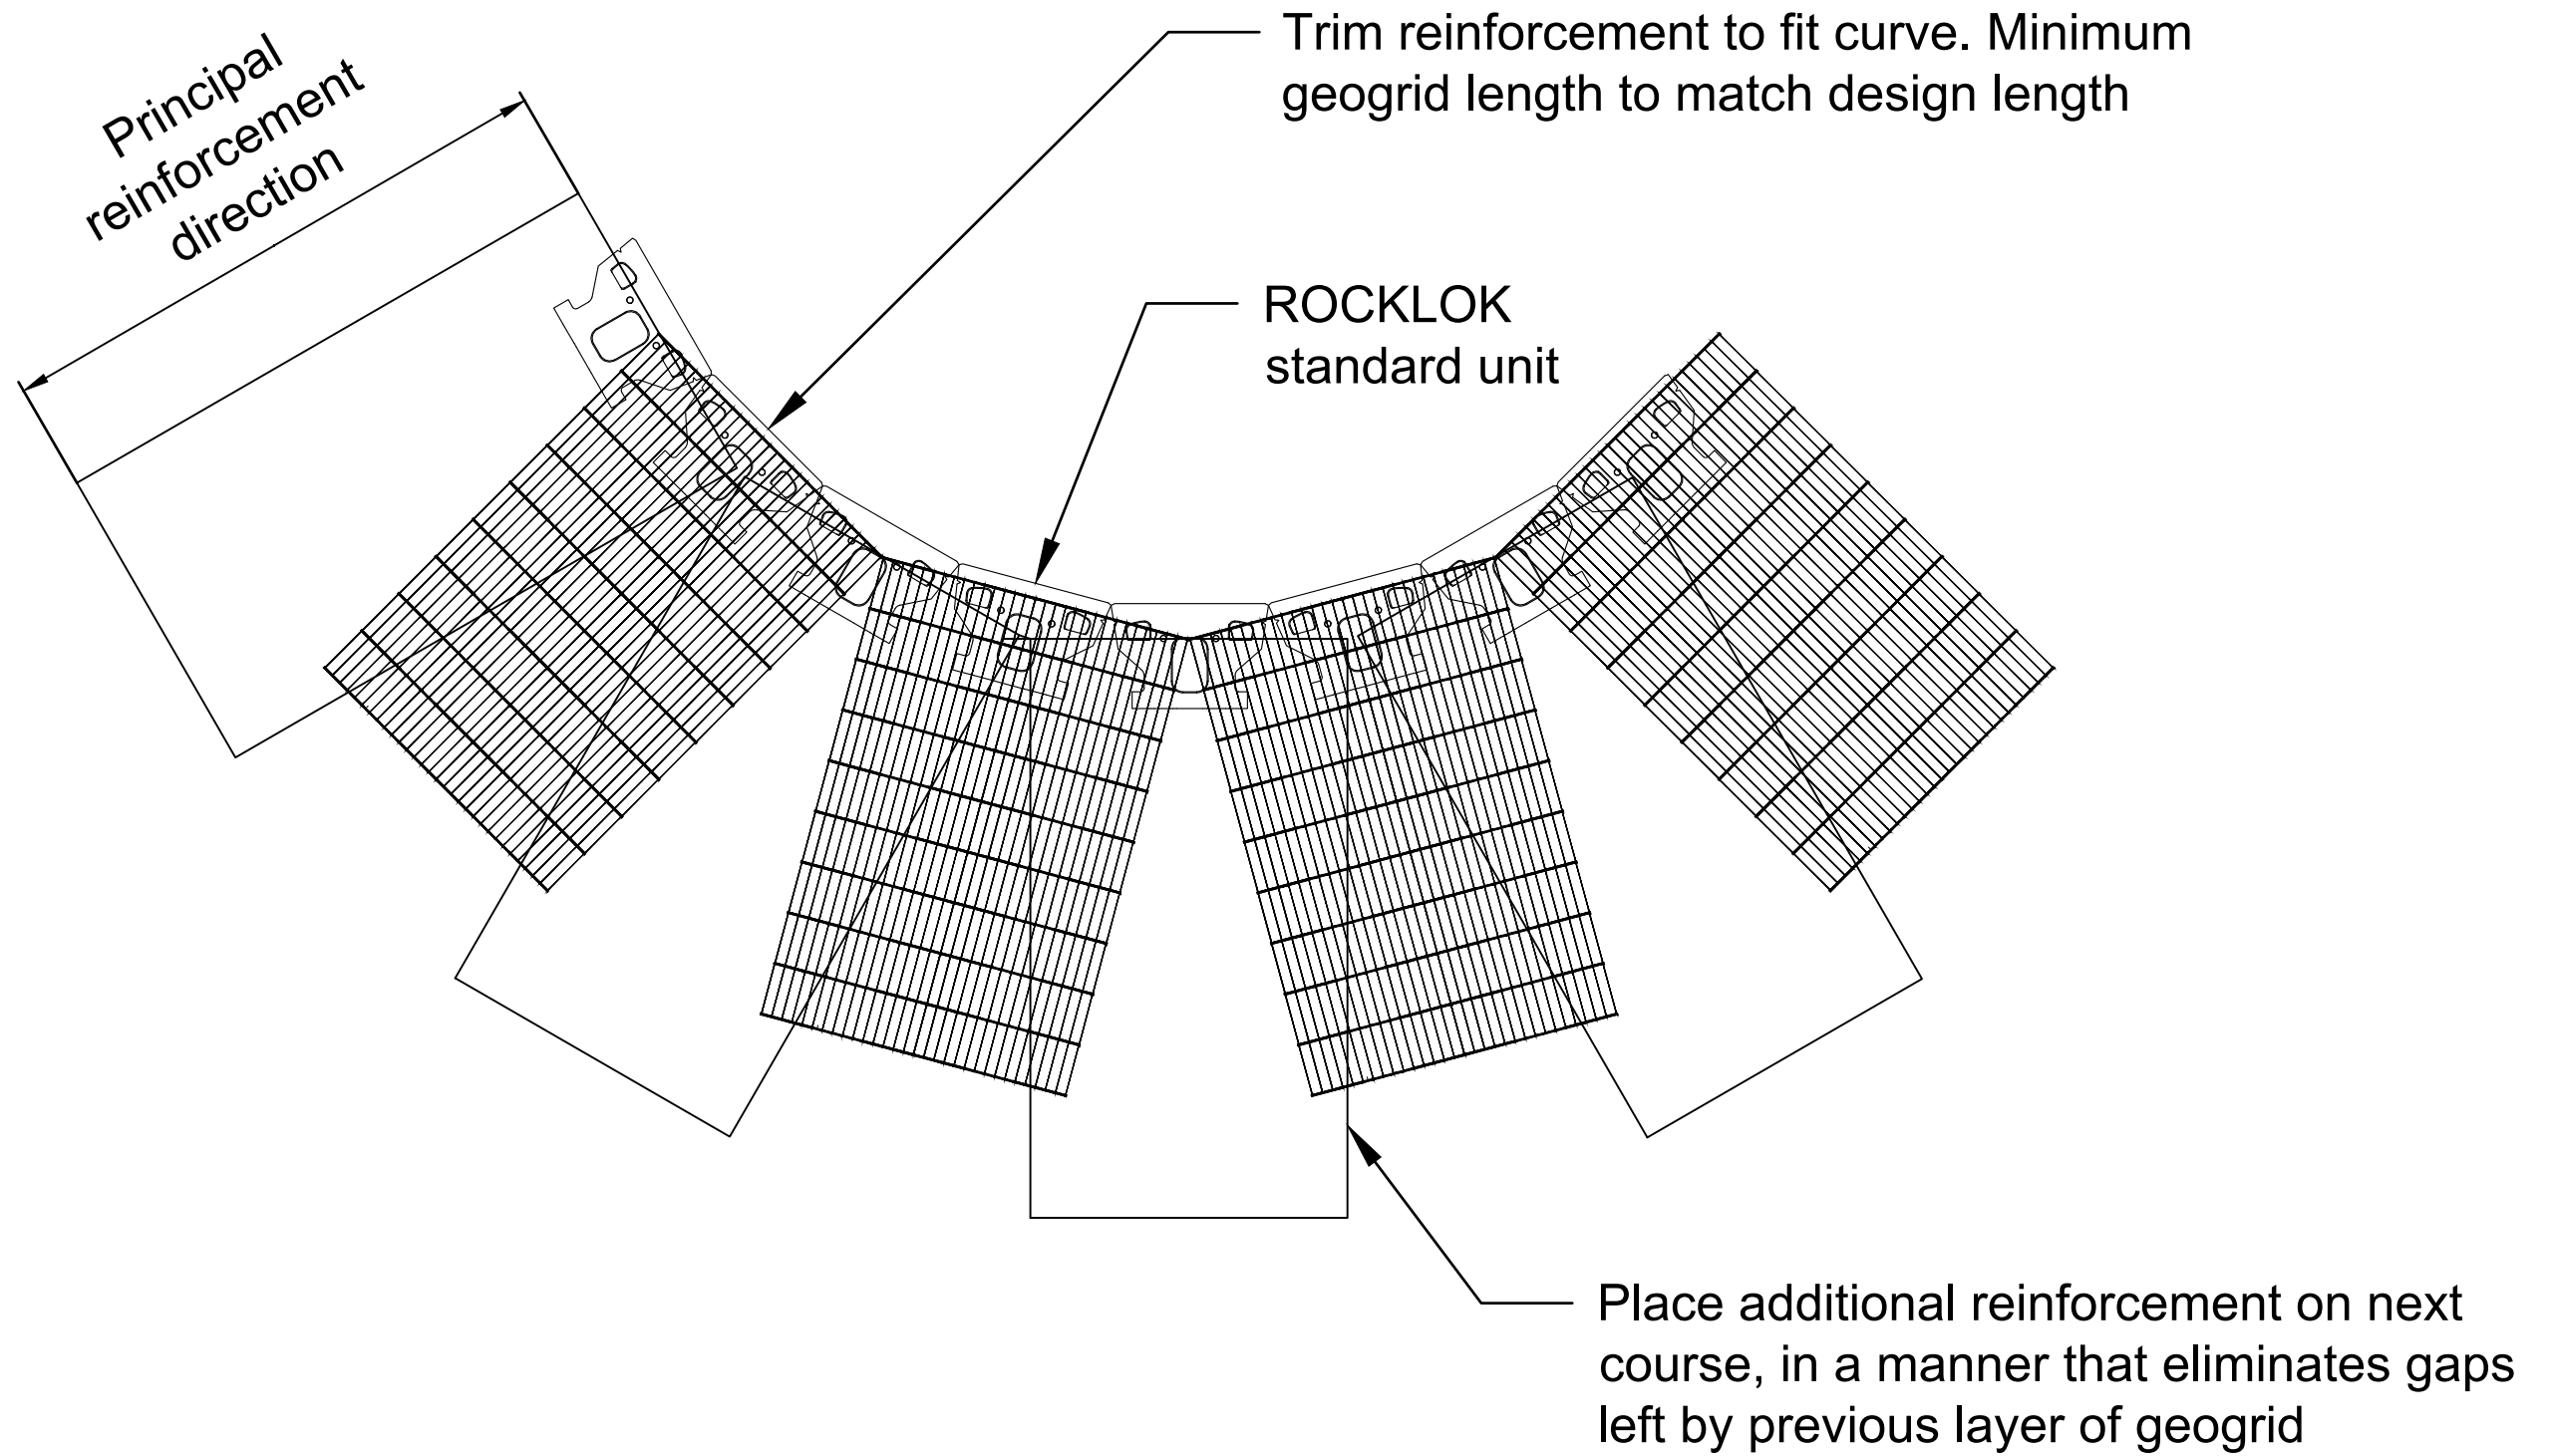 Trim reinforcement to fit curve. Minimum
geogrid length to match design length
Principal
reinforcement
direction
ROCKLOK
standard unit
Place additional reinforcement on next
course, in a manner that eliminates gaps
left by previous layer of geogrid